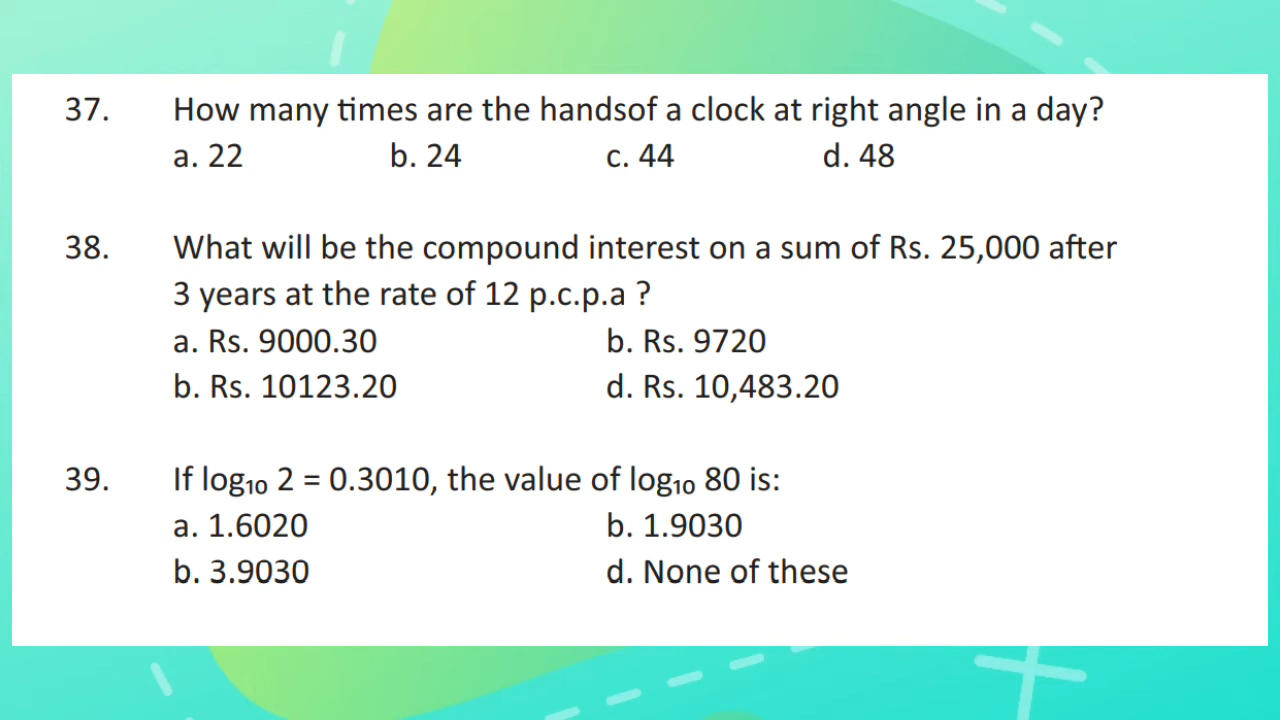 37. How many times are the handsof a clock at right angle in a day?
a. 22 b. 24 c. 44 d. 48
38. What will be the compound interest on a sum of Rs. 25,000 after
3 years at the rate of 12 p.c.p.a ?
a. Rs. 9000.30 b. Rs. 9720
b. Rs. 10123.20 d. Rs. 10,483.20
39. If log₁₀ 2 = 0.3010, the value of log₁₀ 80 is:
a. 1.6020 b. 1.9030
b. 3.9030 d. None of these